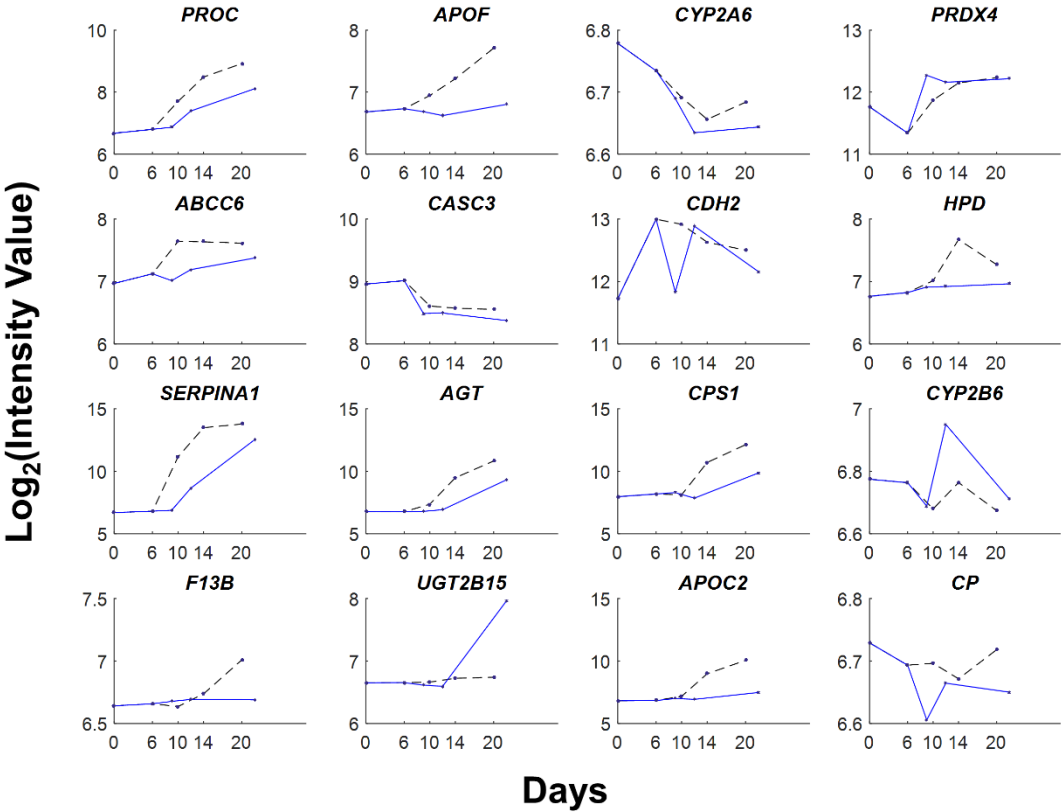 PROC APOF CYP2A6 PRDX4
10 8 6.8 13
8 7 6.7 12
6 6 6.6 11
0 6 10 14 20 0 6 10 14 20 0 6 10 14 20 0 6 10 14 20
ABCC6 CASC3 CDH2 HPD
8 10 13 8
7 9 12 7
6 8 11 6
0 6 10 14 20 0 6 10 14 20 0 6 10 14 20 0 6 10 14 20
SERPINA1 AGT CPS1 CYP2B6
15 15 15 7
10 10 10 6.8
5 5 5 6.6
0 6 10 14 20 0 6 10 14 20 0 6 10 14 20 0 6 10 14 20
F13B UGT2B15 APOC2 CP
7.5 8 15 6.8
7 7 10 6.7
6.5 6 5 6.6
0 6 10 14 20 0 6 10 14 20 0 6 10 14 20 0 6 10 14 20
Log₂(Intensity Value)
Days